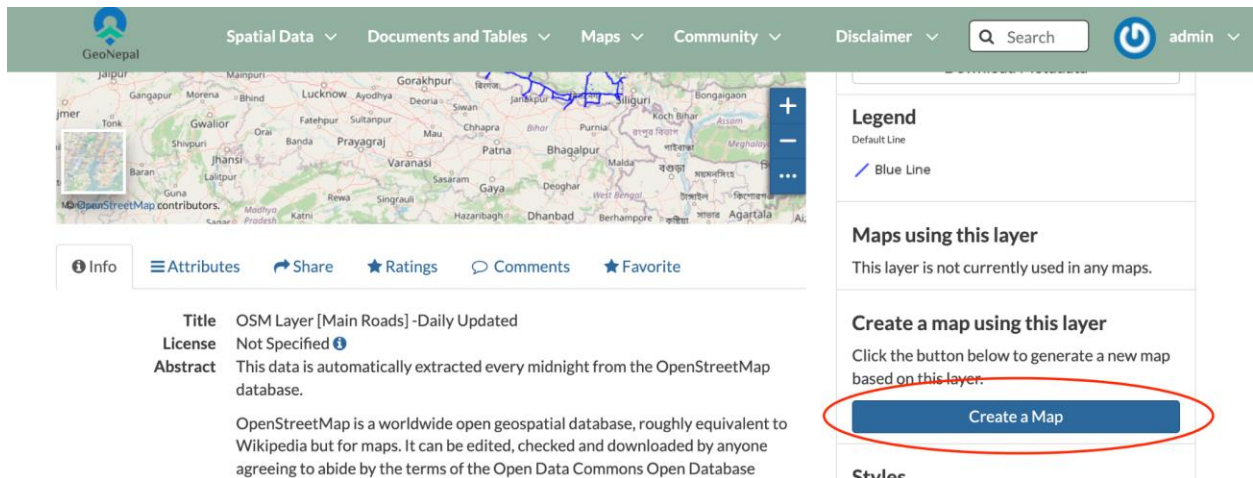 GeoNepal
Spatial Data
Documents and Tables
Maps
Community
Disclaimer
Search
admin
Jaipur
Mainpuri
Gorakhpur
Gangapur
Morena
Bhind
Lucknow
Ayodhya
Deoria
Siwan
Janakpur
Siliguri
Bongaigaon
Tonk
Gwalior
Orai
Fatehpur
Sultanpur
Mau
Chhapra
Bihar
Purnia
Koch Bihar
Assam
Shivpuri
Banda
Prayagraj
Patna
Bhagalpur
Meghalaya
Jhansi
Varanasi
Malda
Baran
Lalitpur
Sasaram
Gaya
Deoghar
Guna
Rewa
Singrauli
West Bengal
© OpenStreetMap contributors.
Madhya
Pradesh
Katni
Hazaribagh
Dhanbad
Berhampore
Agartala
+
−
...
Info
Attributes
Share
Ratings
Comments
Favorite
Title OSM Layer [Main Roads] -Daily Updated
License Not Specified
Abstract This data is automatically extracted every midnight from the OpenStreetMap
database.
OpenStreetMap is a worldwide open geospatial database, roughly equivalent to
Wikipedia but for maps. It can be edited, checked and downloaded by anyone
agreeing to abide by the terms of the Open Data Commons Open Database
Legend
Default Line
Blue Line
Maps using this layer
This layer is not currently used in any maps.
Create a map using this layer
Click the button below to generate a new map
based on this layer.
Create a Map
Styles